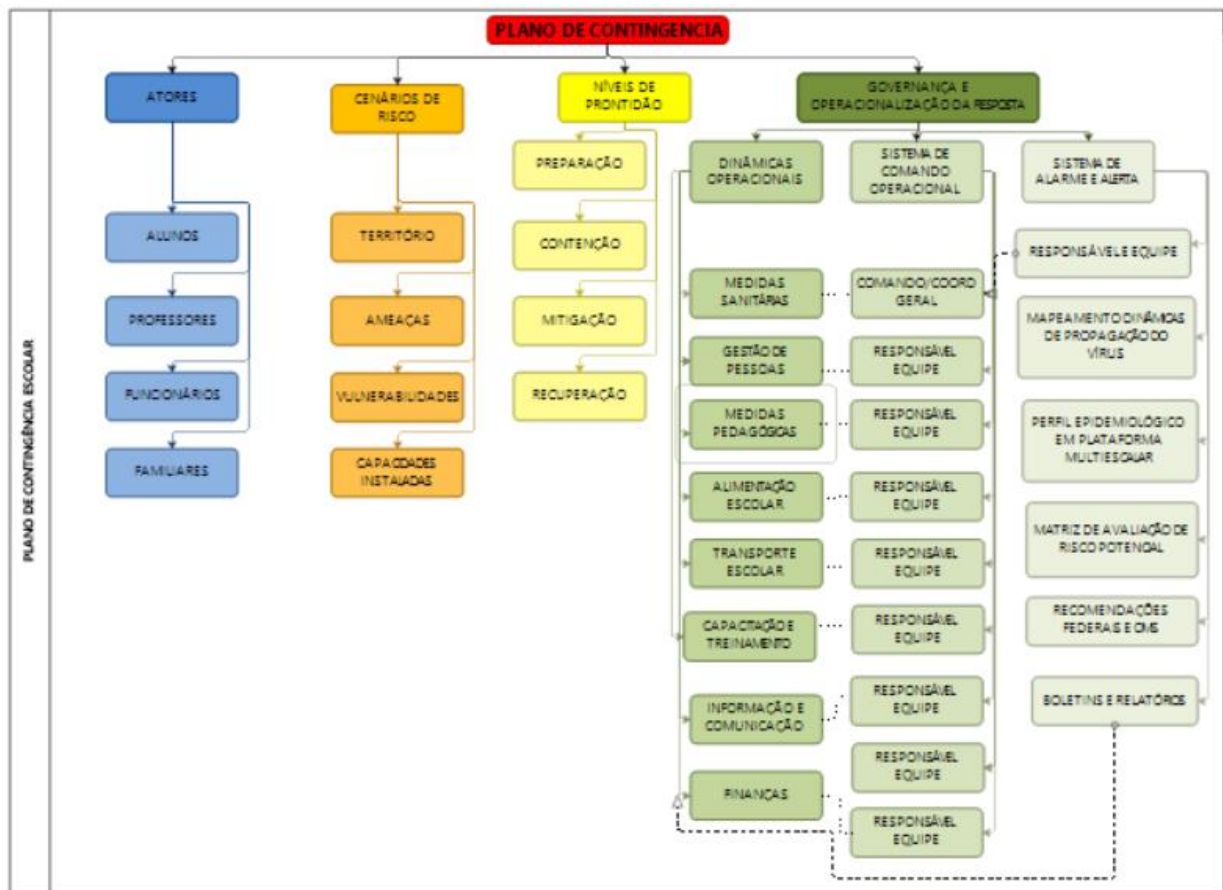 PLANO DE CONTINGÊNCIA ESCOLAR
PLANO DE CONTINGENCIA
ATORES
ALUNOS
PROFESSORES
FUNCIONÁRIOS
FAMILIARES
CENÁRIOS DE
RISCO
TERRITÓRIO
AMEAÇAS
VULNERABILIDADES
CAPACIDADES
INSTALADAS
NÍVEIS DE
PRONTIDÃO
PREPARAÇÃO
CONTENÇÃO
MITIGAÇÃO
RECUPERAÇÃO
GOVERNANÇA E
OPERACIONALIZAÇÃO DA RESPOSTA
DINÂMICAS
OPERACIONAIS
MEDIDAS
SANITÁRIAS
GESTÃO DE
PESSOAS
MEDIDAS
PEDAGÓGICAS
ALIMENTAÇÃO
ESCOLAR
TRANSPORTE
ESCOLAR
CAPACITAÇÃO E
TREINAMENTO
INFORMAÇÃO E
COMUNICAÇÃO
FINANÇAS
SISTEMA DE
COMANDO
OPERACIONAL
COMANDO/COORD
GERAL
RESPONSÁVEL
EQUIPE
RESPONSÁVEL
EQUIPE
RESPONSÁVEL
EQUIPE
RESPONSÁVEL
EQUIPE
RESPONSÁVEL
EQUIPE
RESPONSÁVEL
EQUIPE
RESPONSÁVEL
EQUIPE
RESPONSÁVEL
EQUIPE
SISTEMA DE
ALARME E ALERTA
RESPONSÁVEL E EQUIPE
MAPEAMENTO DINÂMICAS
DE PROPAGAÇÃO DO
VÍRUS
PERFIL EPIDEMIOLÓGICO
EM PLATAFORMA
MULTIESCALAR
MATRIZ DE AVALIAÇÃO DE
RISCO POTENCIAL
RECOMENDAÇÕES
FEDERAIS E OMS
BOLETINS E RELATÓRIOS